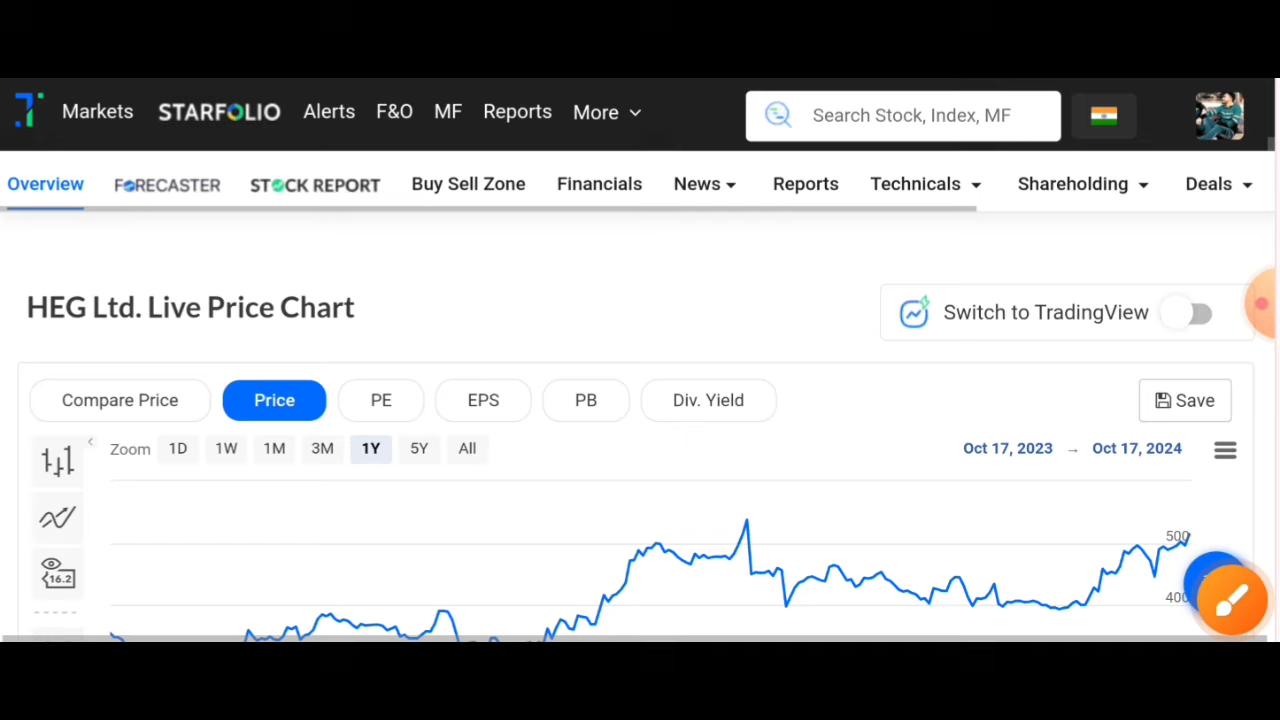 Markets STARFOLIO Alerts F&O MF Reports More Search Stock, Index, MF
Overview FORECASTER STOCK REPORT Buy Sell Zone Financials News Reports Technicals Shareholding Deals
HEG Ltd. Live Price Chart
Switch to TradingView
Compare Price Price PE EPS PB Div. Yield Save
Zoom 1D 1W 1M 3M 1Y 5Y All Oct 17, 2023 → Oct 17, 2024
500
16.2
400